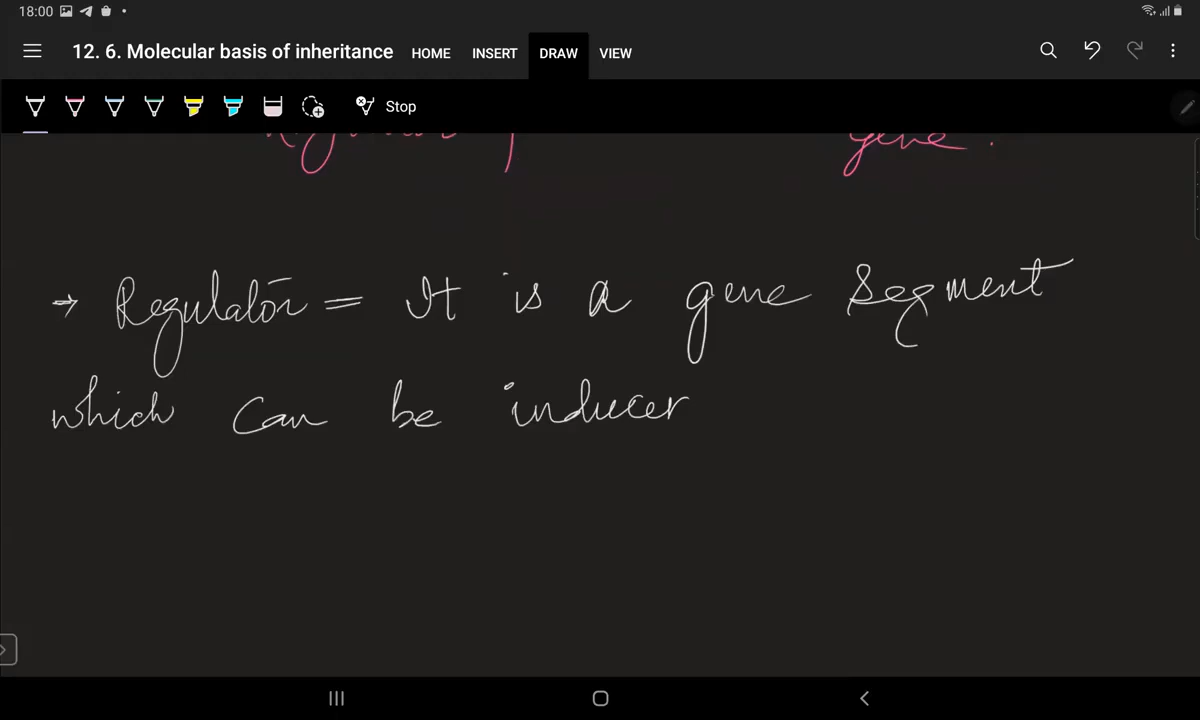 18:00
12. 6. Molecular basis of inheritance HOME INSERT DRAW VIEW
Stop
gene.
→ Regulator = It is a gene segment
which can be inducer